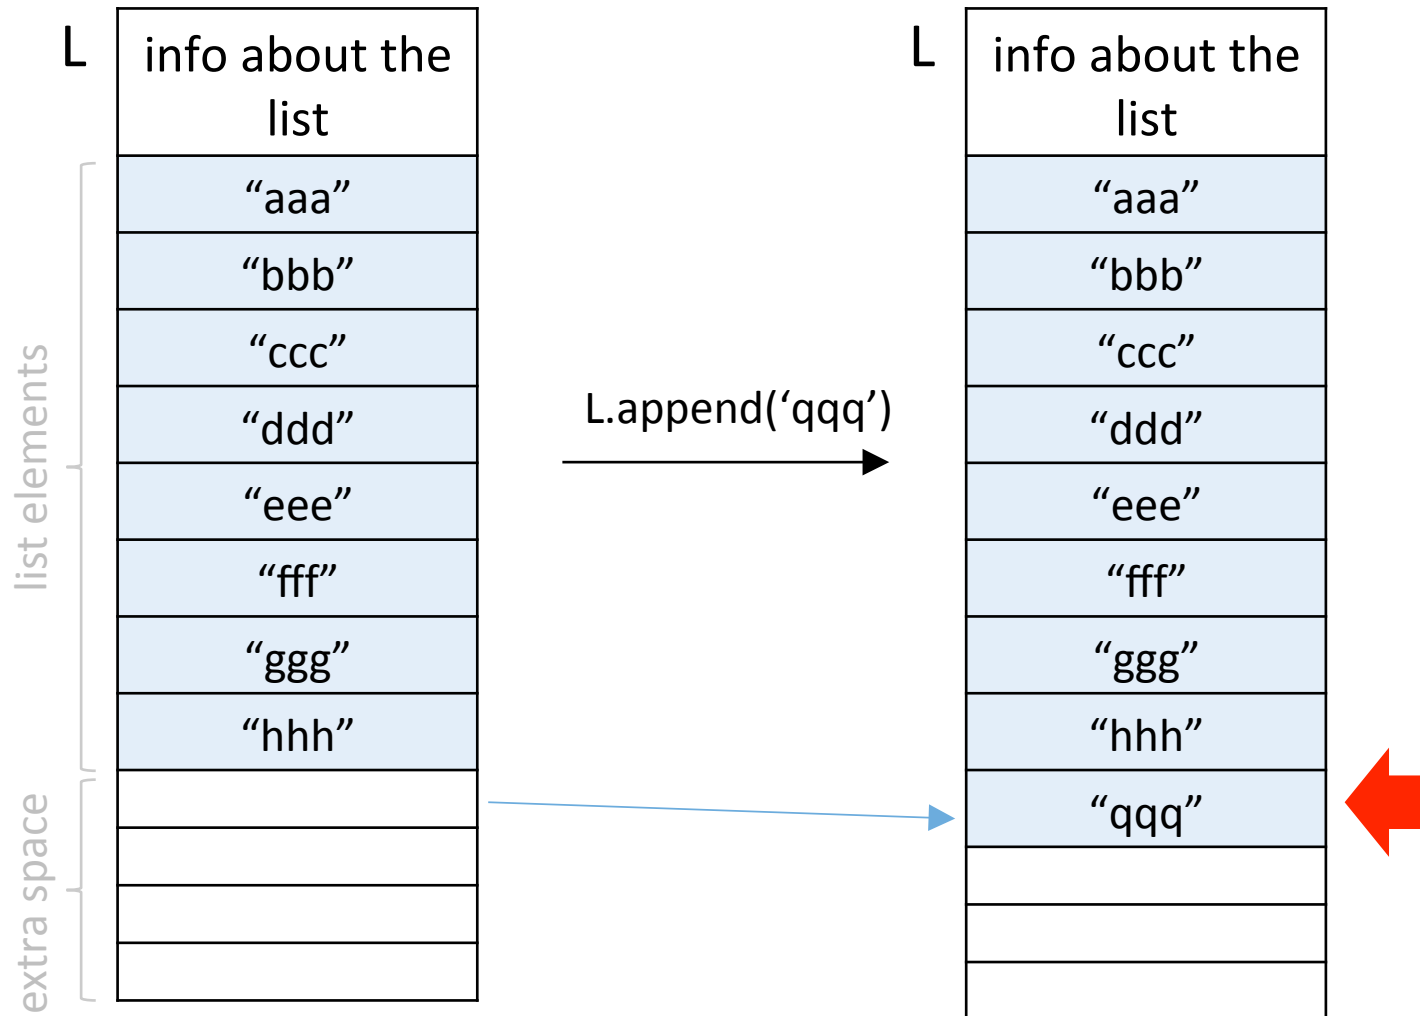 L
info about the
list
“aaa”
“bbb”
“ccc”
“ddd”
“eee”
“fff”
“ggg”
“hhh”
list elements
extra space
L.append(‘qqq’)
L
info about the
list
“aaa”
“bbb”
“ccc”
“ddd”
“eee”
“fff”
“ggg”
“hhh”
“qqq”